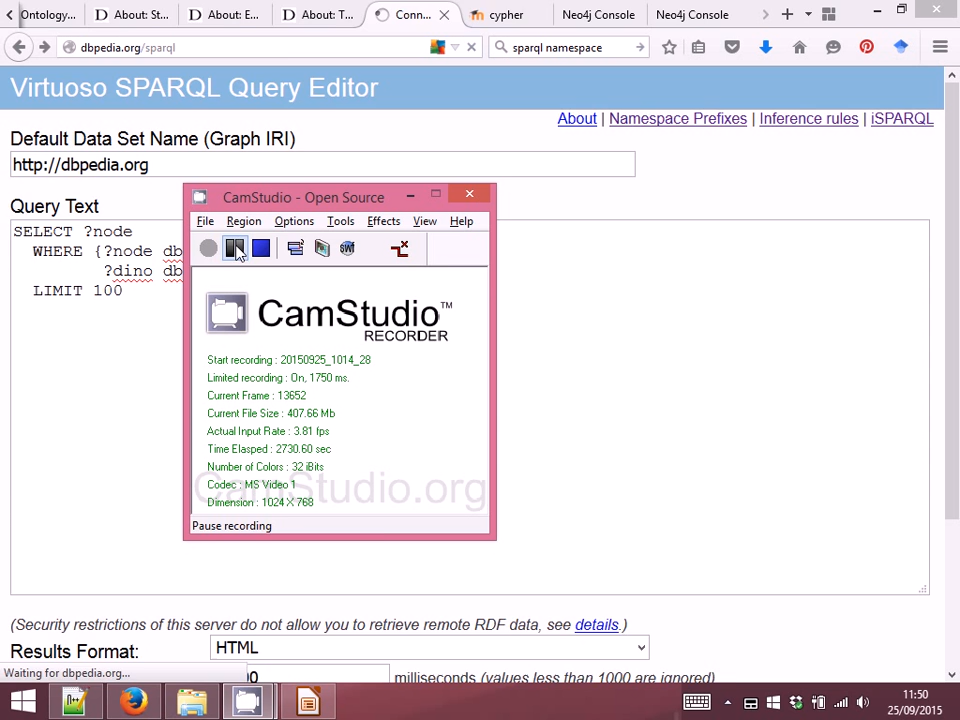 Ontology...
About: St...
About: E...
About: T...
Conn...
cypher
Neo4j Console
Neo4j Console
dbpedia.org/sparql
sparql namespace
Virtuoso SPARQL Query Editor
About | Namespace Prefixes | Inference rules | iSPARQL
Default Data Set Name (Graph IRI)
http://dbpedia.org
Query Text
SELECT ?node
WHERE {?node db
?dino db
LIMIT 100
CamStudio - Open Source
File Region Options Tools Effects View Help
CamStudio™
RECORDER
Start recording : 20150925_1014_28
Limited recording : On, 1750 ms.
Current Frame : 13652
Current File Size : 407.66 Mb
Actual Input Rate : 3.81 fps
Time Elasped : 2730.60 sec
Number of Colors : 32 iBits
Codec : MS Video 1
Dimension : 1024 X 768
CamStudio.org
Pause recording
(Security restrictions of this server do not allow you to retrieve remote RDF data, see details.)
Results Format:
HTML
milliseconds (values less than 1000 are ignored)
Waiting for dbpedia.org...
11:50
25/09/2015